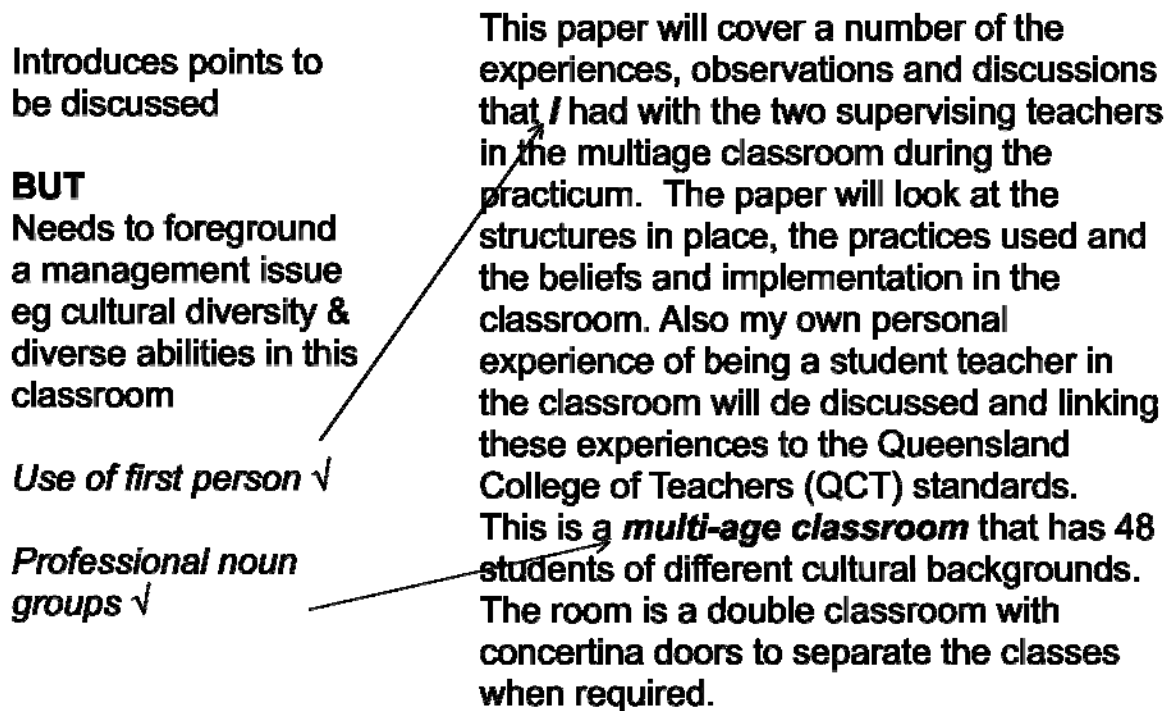 Introduces points to
be discussed
BUT
Needs to foreground
a management issue
eg cultural diversity &
diverse abilities in this
classroom
Use of first person √
Professional noun
groups √
This paper will cover a number of the
experiences, observations and discussions
that I had with the two supervising teachers
in the multiage classroom during the
practicum. The paper will look at the
structures in place, the practices used and
the beliefs and implementation in the
classroom. Also my own personal
experience of being a student teacher in
the classroom will de discussed and linking
these experiences to the Queensland
College of Teachers (QCT) standards.
This is a multi-age classroom that has 48
students of different cultural backgrounds.
The room is a double classroom with
concertina doors to separate the classes
when required.